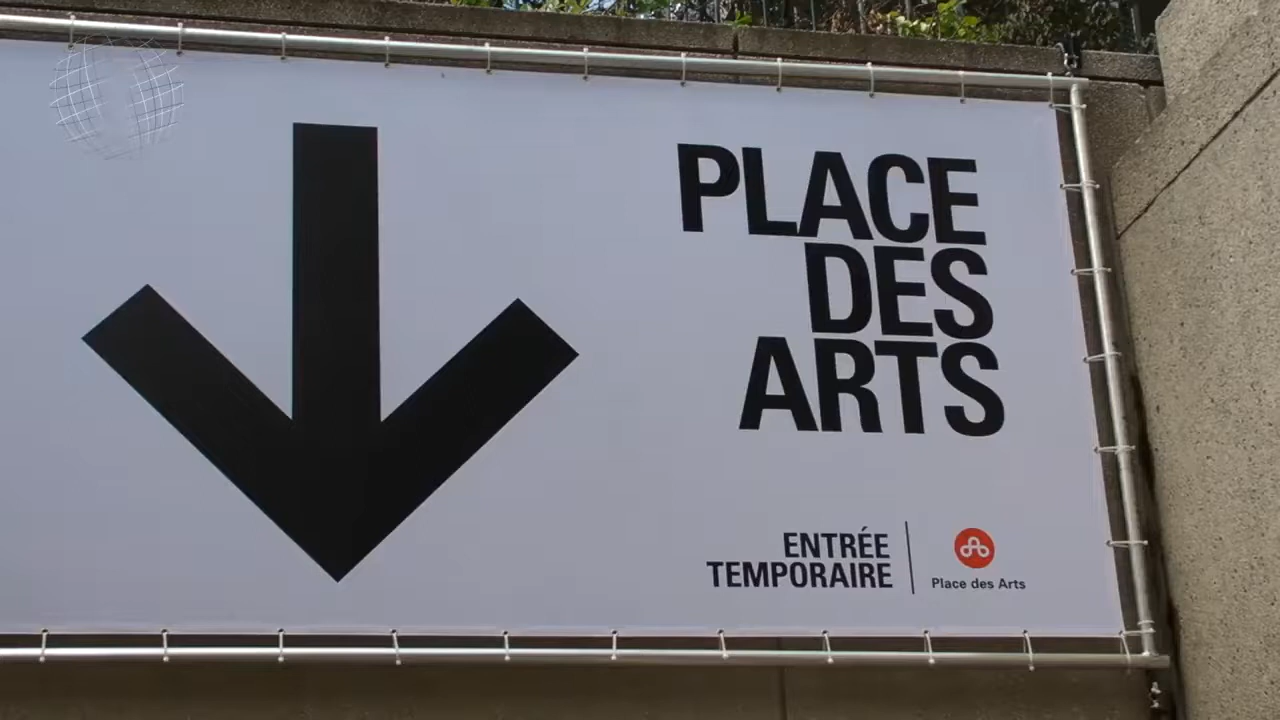 PLACE
DES
ARTS
ENTRÉE
TEMPORAIRE
Place des Arts